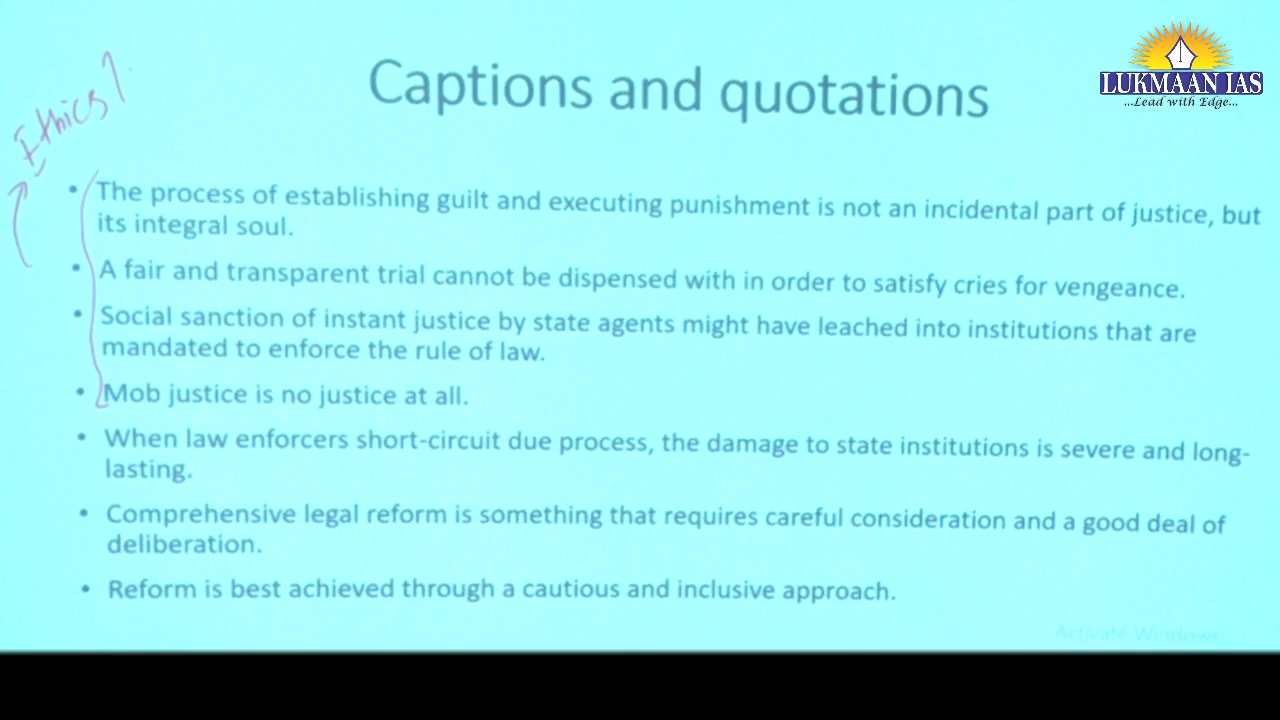 LUKMAAN IAS
...Lead with Edge...
Ethics
Captions and quotations
• The process of establishing guilt and executing punishment is not an incidental part of justice, but
its integral soul.
• A fair and transparent trial cannot be dispensed with in order to satisfy cries for vengeance.
• Social sanction of instant justice by state agents might have leached into institutions that are
mandated to enforce the rule of law.
• Mob justice is no justice at all.
• When law enforcers short-circuit due process, the damage to state institutions is severe and long-
lasting.
• Comprehensive legal reform is something that requires careful consideration and a good deal of
deliberation.
• Reform is best achieved through a cautious and inclusive approach.
Activate Windows